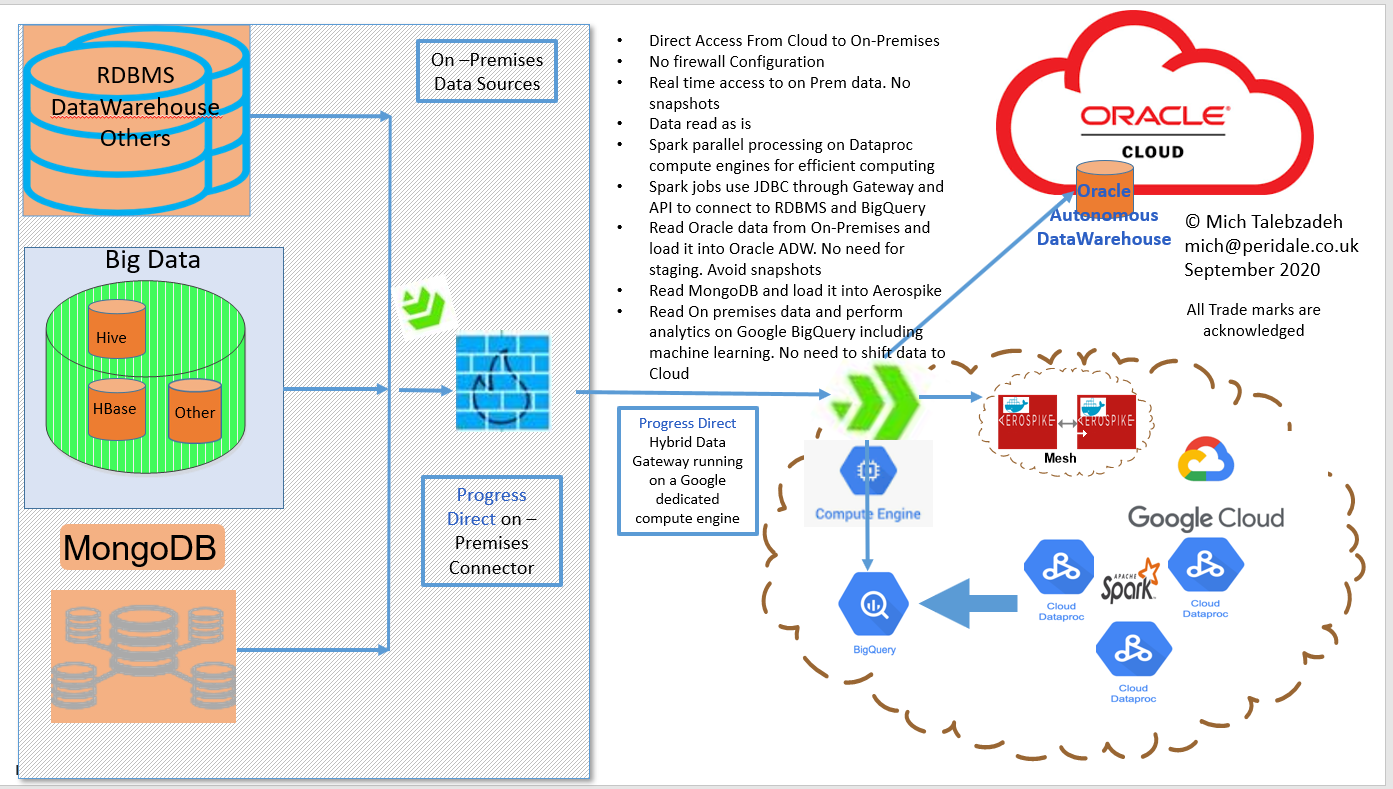 RDBMS
DataWarehouse
Others
On –Premises
Data Sources
Big Data
Hive
HBase
Other
MongoDB
Progress
Direct on –
Premises
Connector
• Direct Access From Cloud to On-Premises
• No firewall Configuration
• Real time access to on Prem data. No
snapshots
• Data read as is
• Spark parallel processing on Dataproc
compute engines for efficient computing
• Spark jobs use JDBC through Gateway and
API to connect to RDBMS and BigQuery
• Read Oracle data from On-Premises and
load it into Oracle ADW. No need for
staging. Avoid snapshots
• Read MongoDB and load it into Aerospike
• Read On premises data and perform
analytics on Google BigQuery including
machine learning. No need to shift data to
Cloud
Progress Direct
Hybrid Data
Gateway running
on a Google
dedicated
compute engine
ORACLE
CLOUD
Oracle
Autonomous
DataWarehouse
© Mich Talebzadeh
mich@peridale.co.uk
September 2020
All Trade marks are
acknowledged
AEROSPIKE
AEROSPIKE
Mesh
Compute Engine
Google Cloud
BigQuery
Cloud
Dataproc
APACHE
Spark
Cloud
Dataproc
Cloud
Dataproc